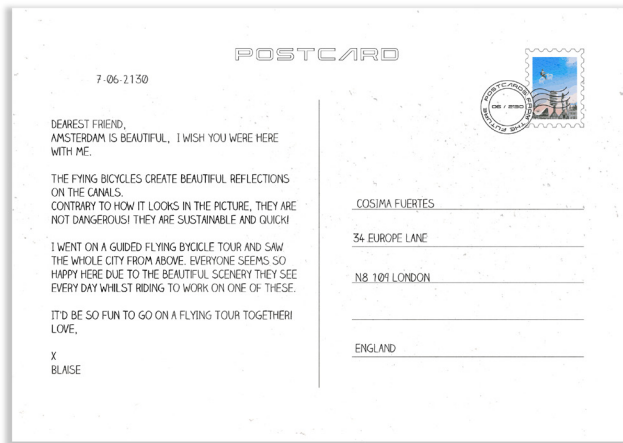 POSTCARD
7-06-2130
POSTCARDS FROM THE FUTURE
06 / 2130
DEAREST FRIEND,
AMSTERDAM IS BEAUTIFUL, I WISH YOU WERE HERE
WITH ME.
THE FYING BICYCLES CREATE BEAUTIFUL REFLECTIONS
ON THE CANALS.
CONTRARY TO HOW IT LOOKS IN THE PICTURE, THEY ARE
NOT DANGEROUS! THEY ARE SUSTAINABLE AND QUICK!
I WENT ON A GUIDED FLYING BYCICLE TOUR AND SAW
THE WHOLE CITY FROM ABOVE. EVERYONE SEEMS SO
HAPPY HERE DUE TO THE BEAUTIFUL SCENERY THEY SEE
EVERY DAY WHILST RIDING TO WORK ON ONE OF THESE.
IT'D BE SO FUN TO GO ON A FLYING TOUR TOGETHER!
LOVE,
X
BLAISE
COSIMA FUERTES
34 EUROPE LANE
N8 109 LONDON
ENGLAND